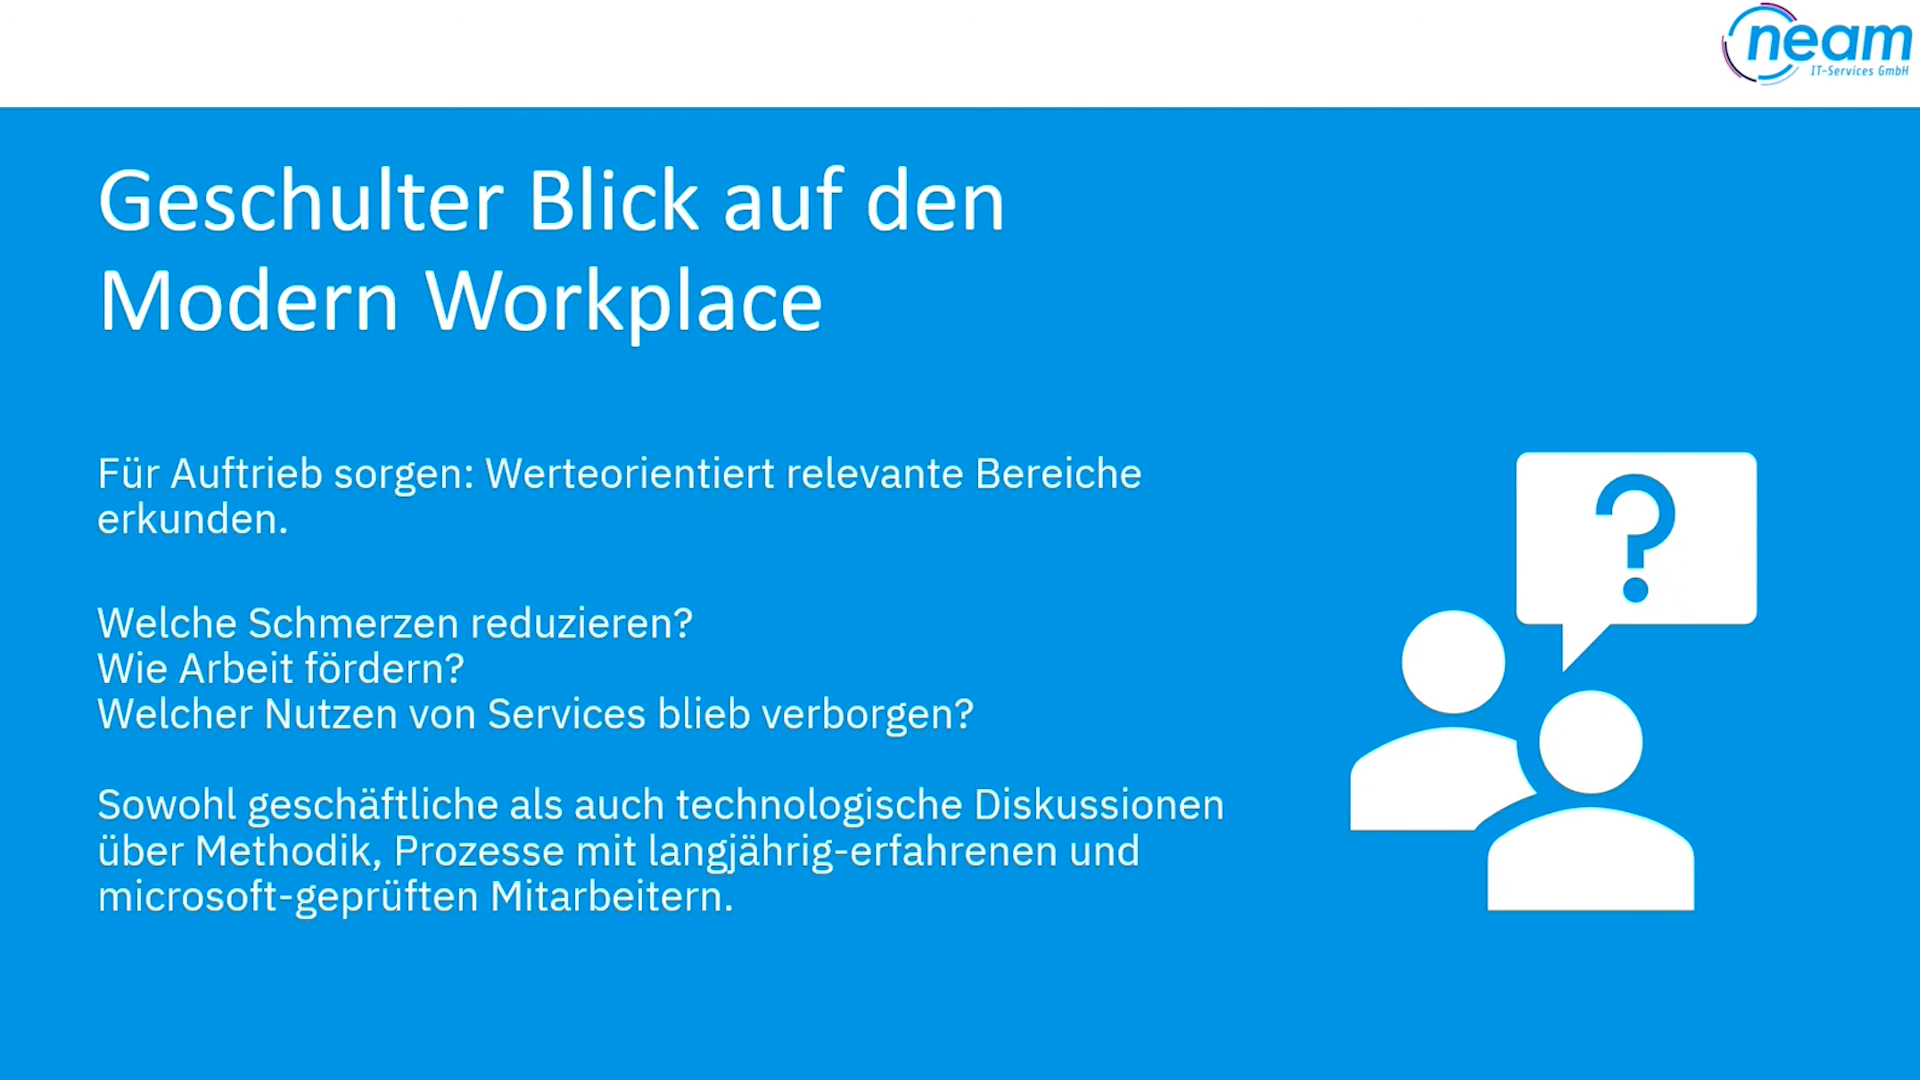 neam
IT-Services GmbH
Geschulter Blick auf den
Modern Workplace
Für Auftrieb sorgen: Werteorientiert relevante Bereiche
erkunden.
Welche Schmerzen reduzieren?
Wie Arbeit fördern?
Welcher Nutzen von Services blieb verborgen?
Sowohl geschäftliche als auch technologische Diskussionen
über Methodik, Prozesse mit langjährig-erfahrenen und
microsoft-geprüften Mitarbeitern.
?